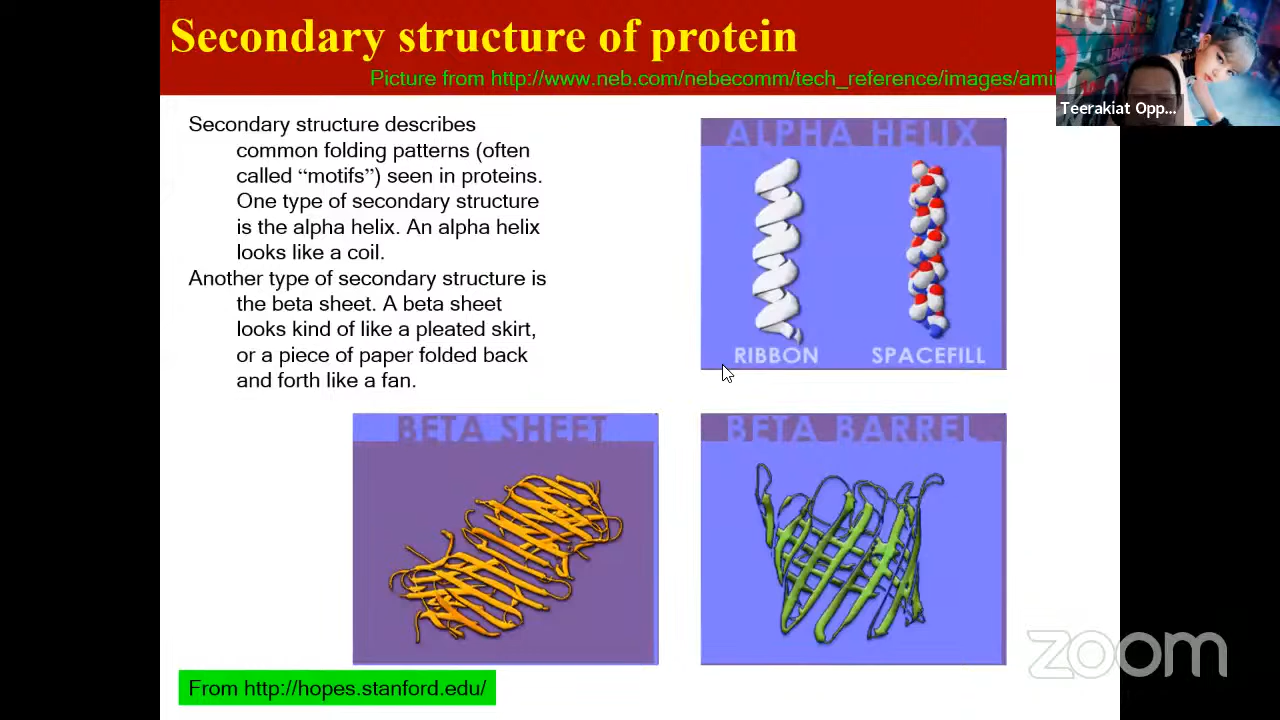 Secondary structure of protein
Picture from http://www.neb.com/nebecomm/tech_reference/images/ami
Teerakiat Opp...
Secondary structure describes
common folding patterns (often
called “motifs”) seen in proteins.
One type of secondary structure
is the alpha helix. An alpha helix
looks like a coil.
Another type of secondary structure is
the beta sheet. A beta sheet
looks kind of like a pleated skirt,
or a piece of paper folded back
and forth like a fan.
ALPHA HELIX
RIBBON SPACEFILL
BETA SHEET
BETA BARREL
From http://hopes.stanford.edu/
zoom